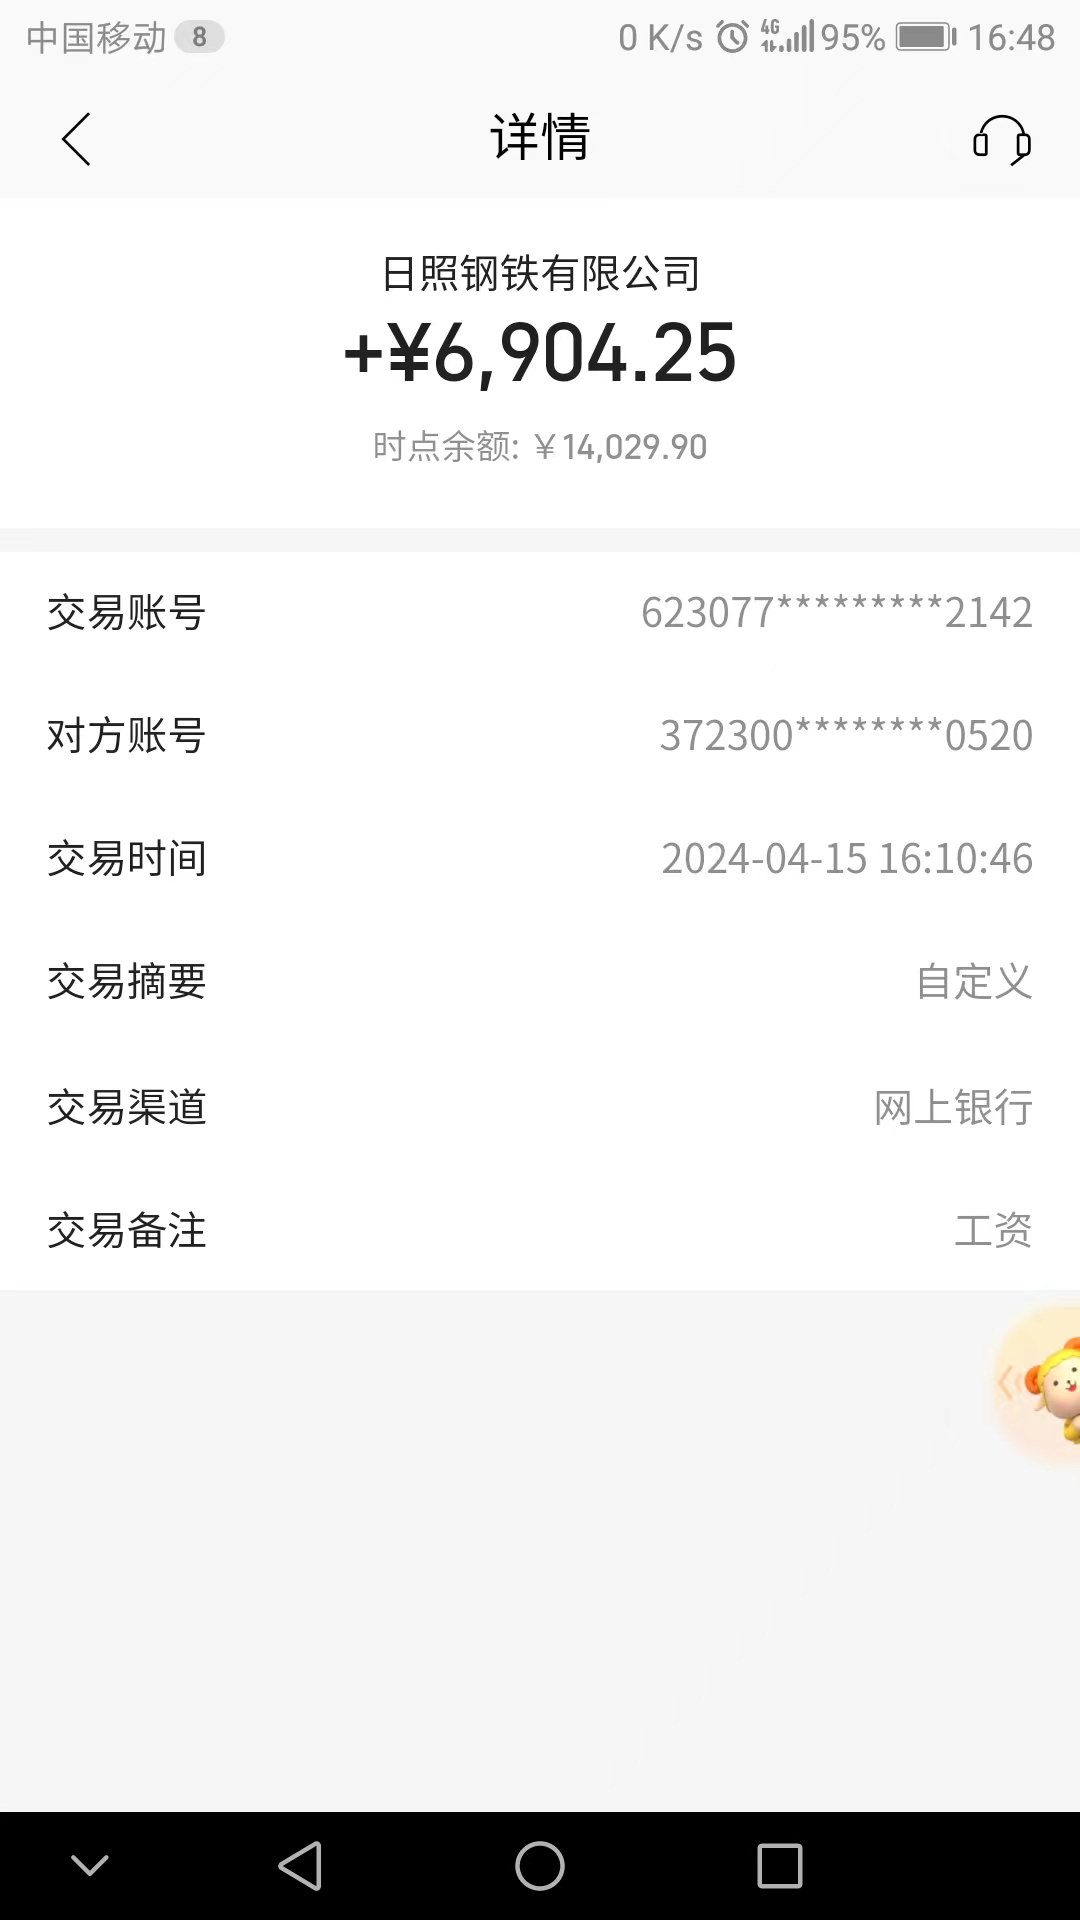 中国移动 8 0 K/s 4G 95% 16:48
详情
日照钢铁有限公司
+¥6,904.25
时点余额: ￥14,029.90
交易账号 623077*********2142
对方账号 372300********0520
交易时间 2024-04-15 16:10:46
交易摘要 自定义
交易渠道 网上银行
交易备注 工资